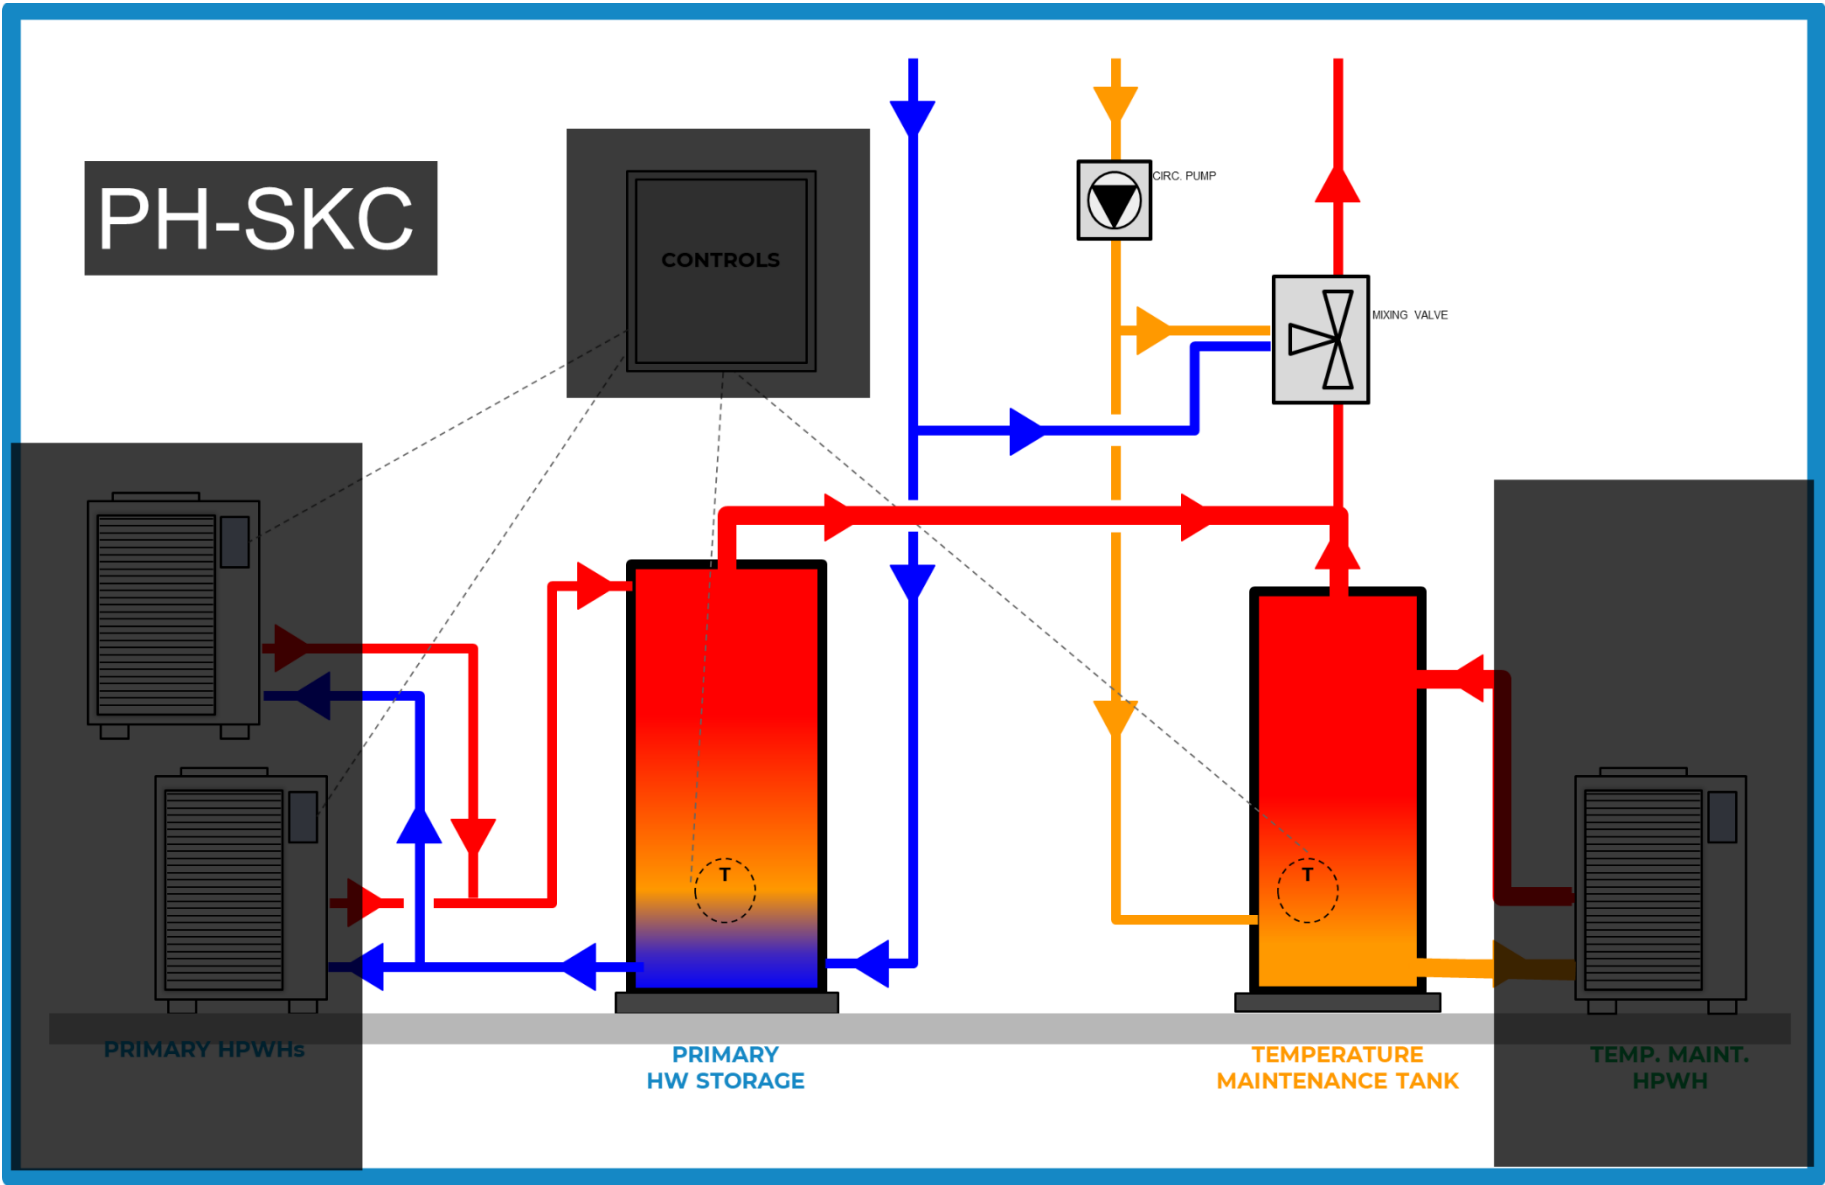 PH-SKC
CONTROLS
CIRC. PUMP
MIXING VALVE
T
T
PRIMARY HPWHs
PRIMARY
HW STORAGE
TEMPERATURE
MAINTENANCE TANK
TEMP. MAINT.
HPWH